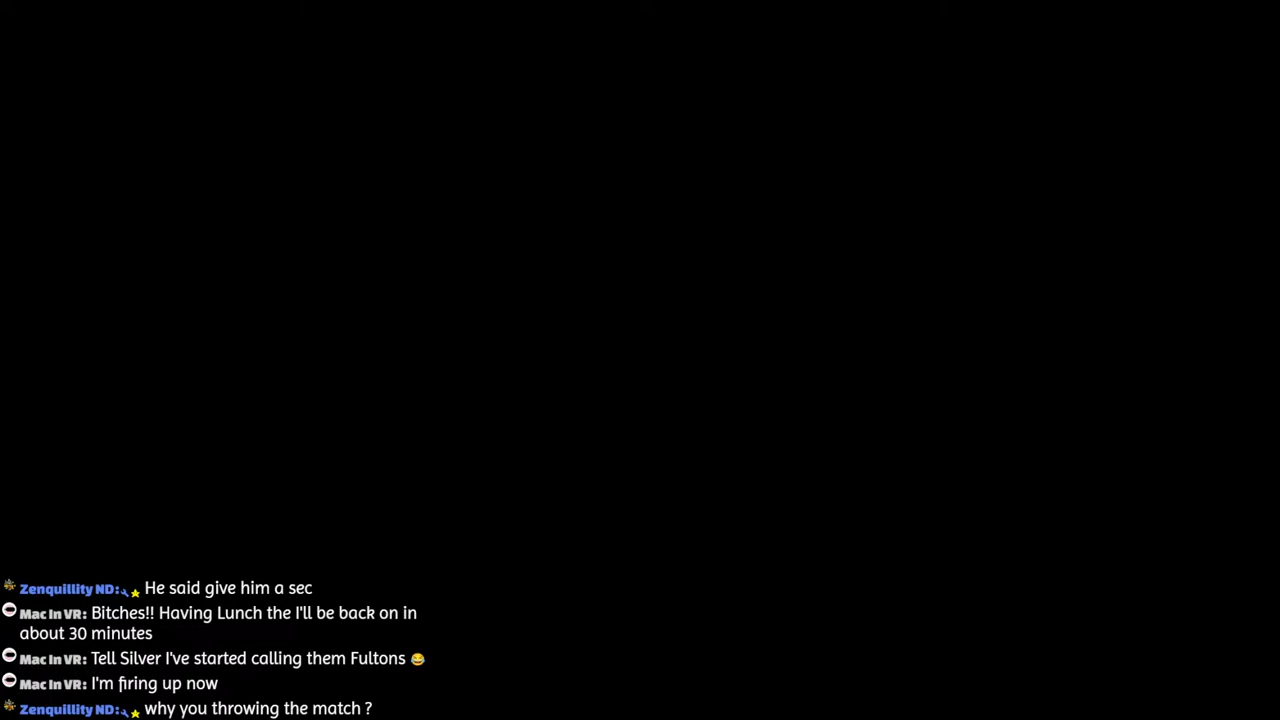 Zenquillity ND: He said give him a sec
Mac In VR: Bitches!! Having Lunch the I'll be back on in
about 30 minutes
Mac In VR: Tell Silver I've started calling them Fultons 😂
Mac In VR: I'm firing up now
Zenquillity ND: why you throwing the match ?